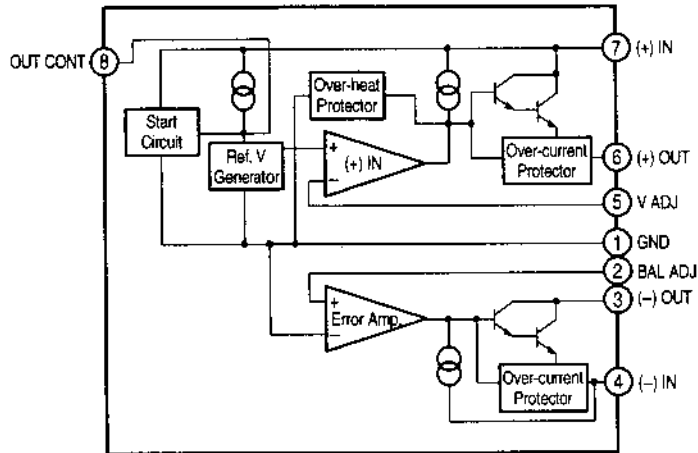 OUT CONT 8
7 (+) IN
Start
Circuit
Over-heat
Protector
Ref. V
Generator
+
(+) IN
−
Over-current
Protector
6 (+) OUT
5 V ADJ
1 GND
2 BAL ADJ
3 (−) OUT
+
Error Amp.
−
Over-current
Protector
4 (−) IN